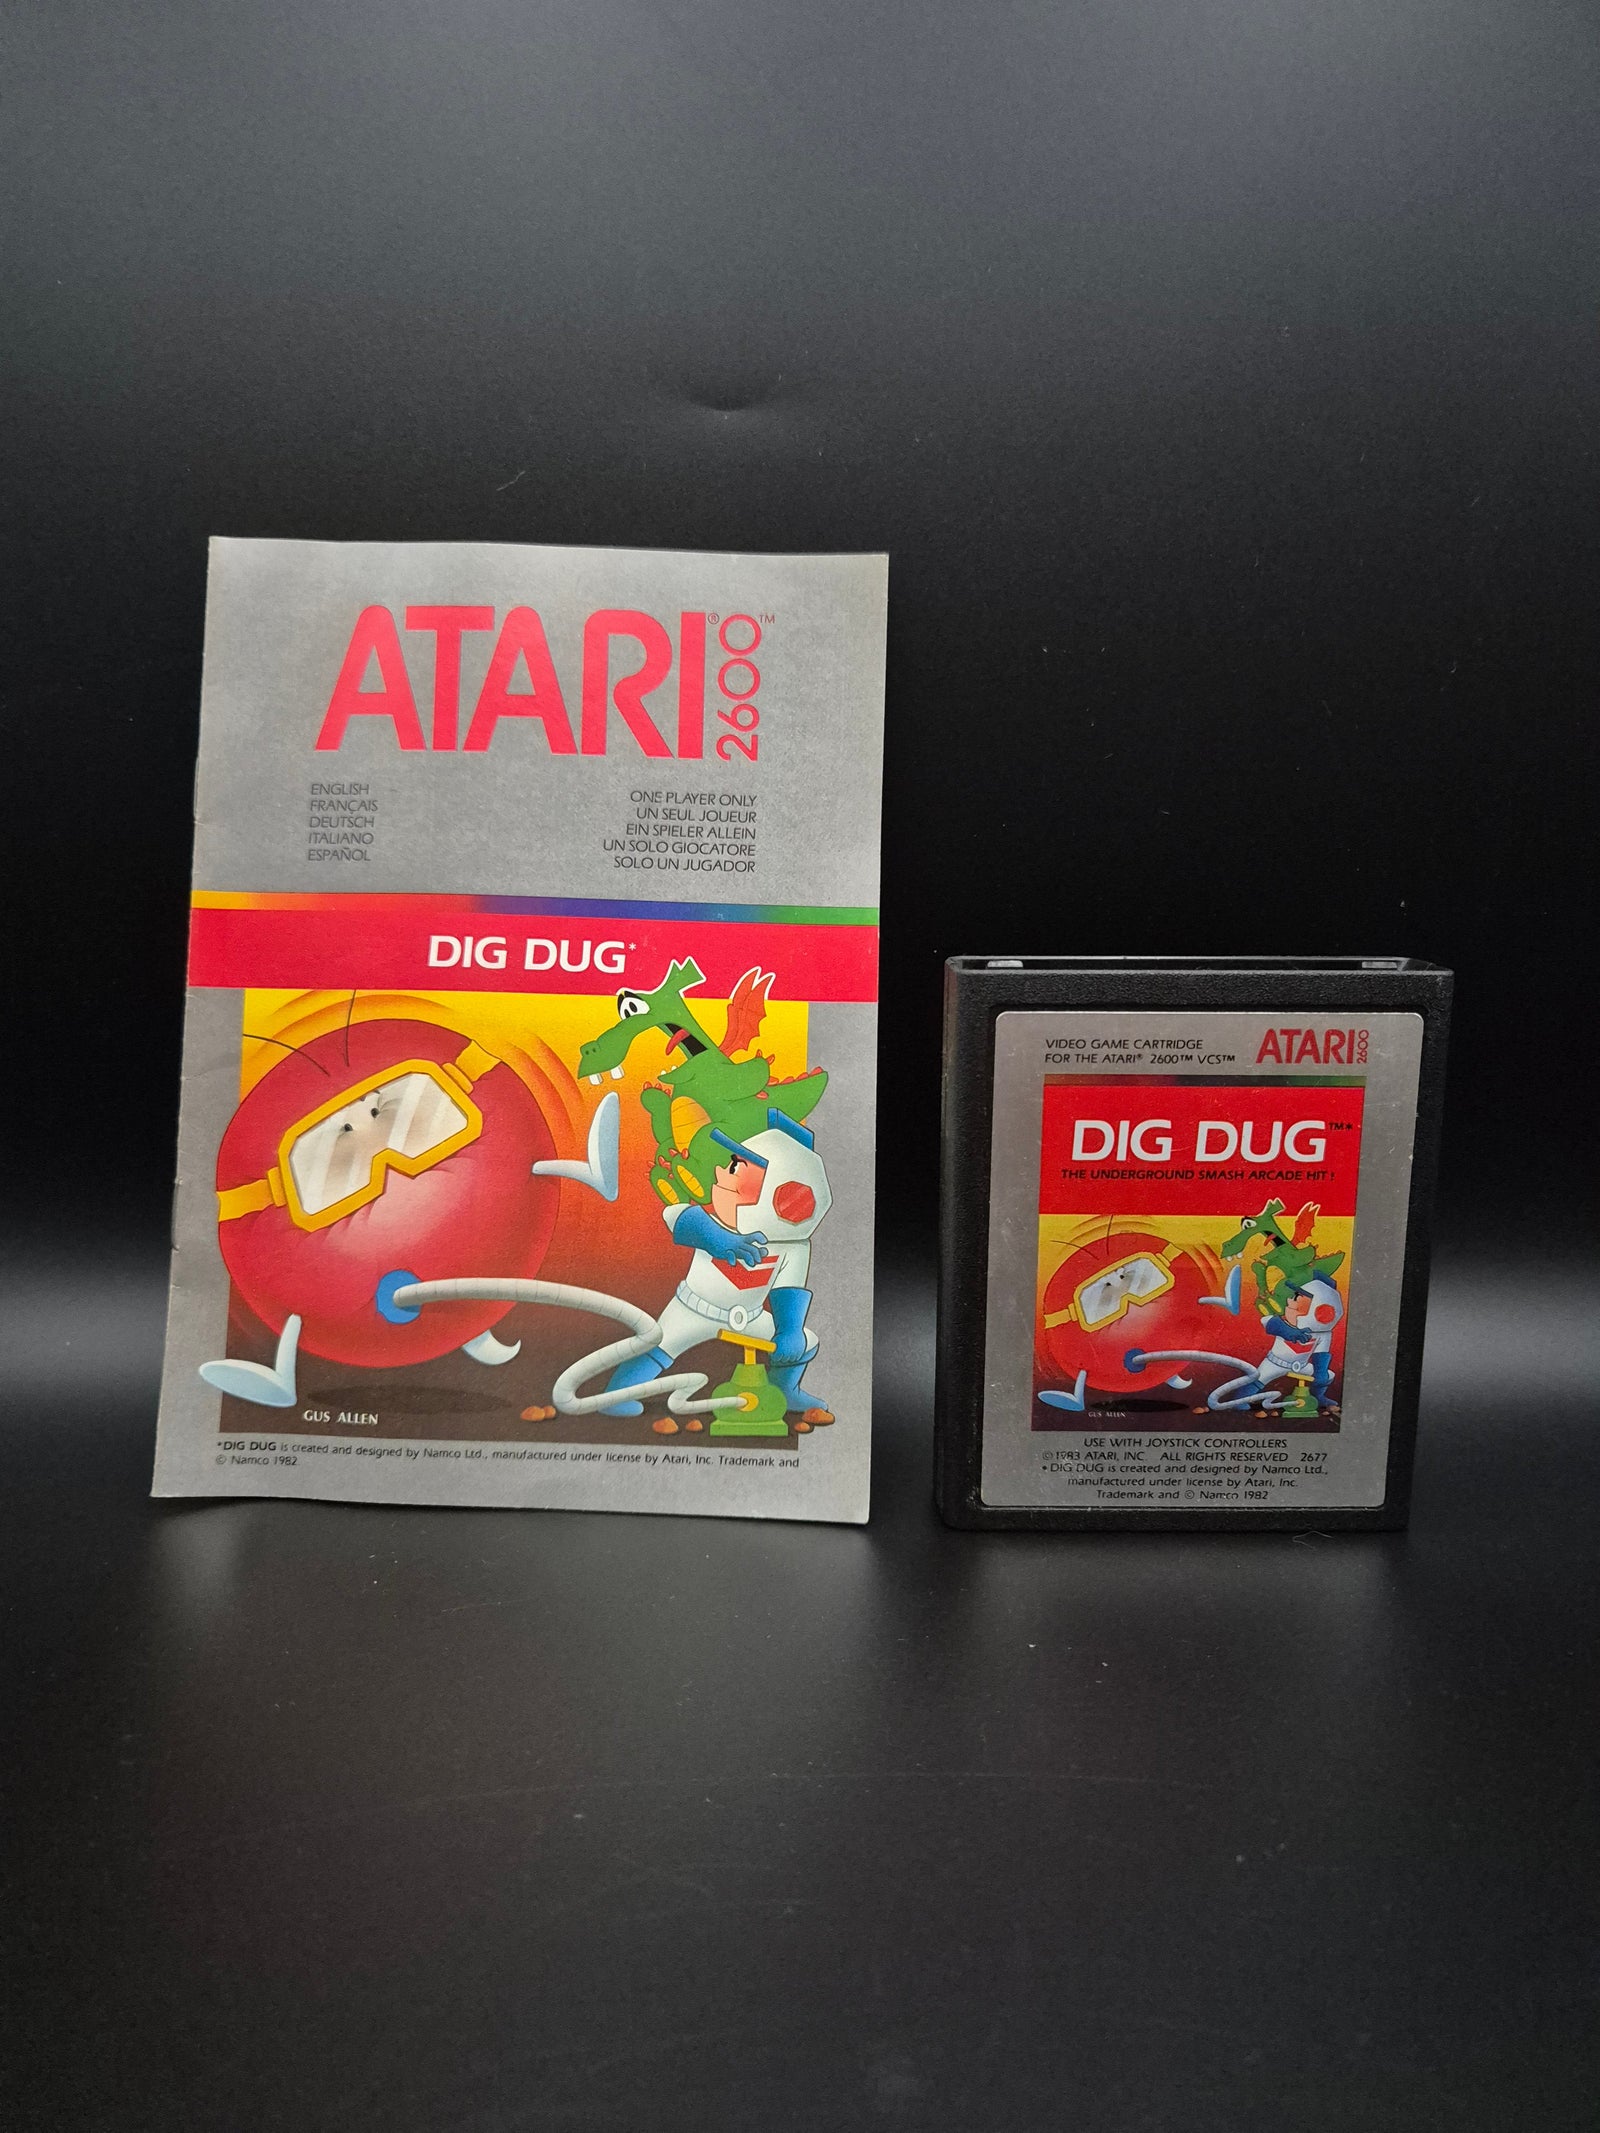 ATARI® 2600™
ENGLISH
FRANÇAIS
DEUTSCH
ITALIANO
ESPAÑOL
ONE PLAYER ONLY
UN SEUL JOUEUR
EIN SPIELER ALLEIN
UN SOLO GIOCATORE
SOLO UN JUGADOR
DIG DUG*
GUS ALLEN
*DIG DUG is created and designed by Namco Ltd., manufactured under license by Atari, Inc. Trademark and
© Namco 1982
VIDEO GAME CARTRIDGE
FOR THE ATARI® 2600™ VCS™
ATARI 2600
DIG DUG™*
THE UNDERGROUND SMASH ARCADE HIT!
GUS ALLEN
USE WITH JOYSTICK CONTROLLERS
©1983 ATARI, INC. ALL RIGHTS RESERVED 2677
*DIG DUG is created and designed by Namco Ltd.,
manufactured under license by Atari, Inc.
Trademark and © Namco 1982